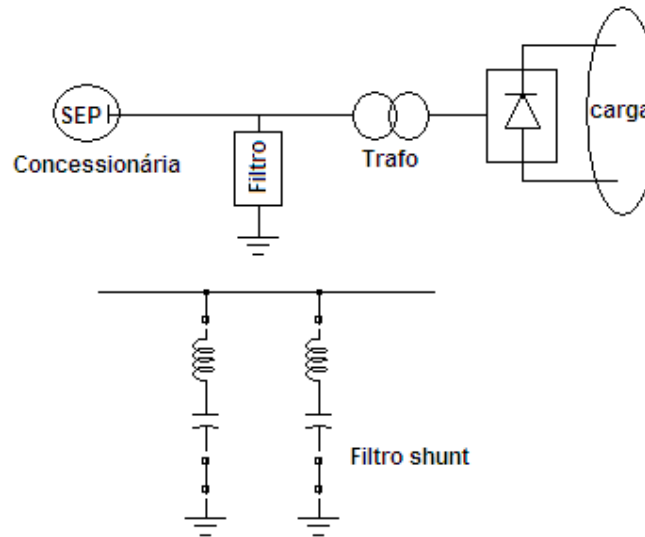 SEP
Concessionária
Filtro
Trafo
carga
Filtro shunt